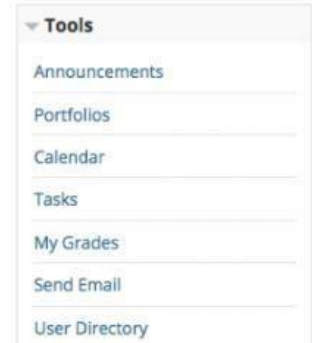 Tools
Announcements
Portfolios
Calendar
Tasks
My Grades
Send Email
User Directory